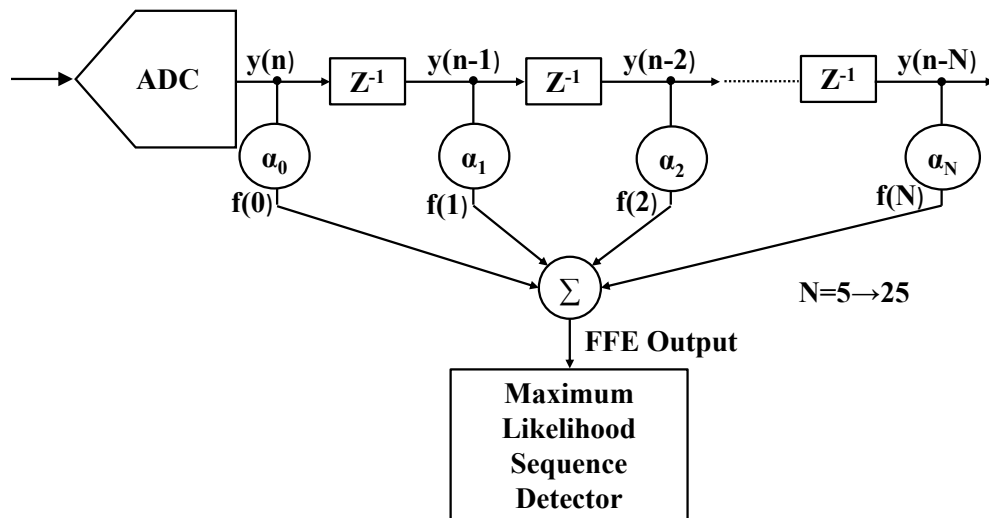 ADC
y(n)
Z⁻¹
y(n-1)
Z⁻¹
y(n-2)
Z⁻¹
y(n-N)
α₀
α₁
α₂
α_N
f(0)
f(1)
f(2)
f(N)
Σ
N=5→25
FFE Output
Maximum
Likelihood
Sequence
Detector